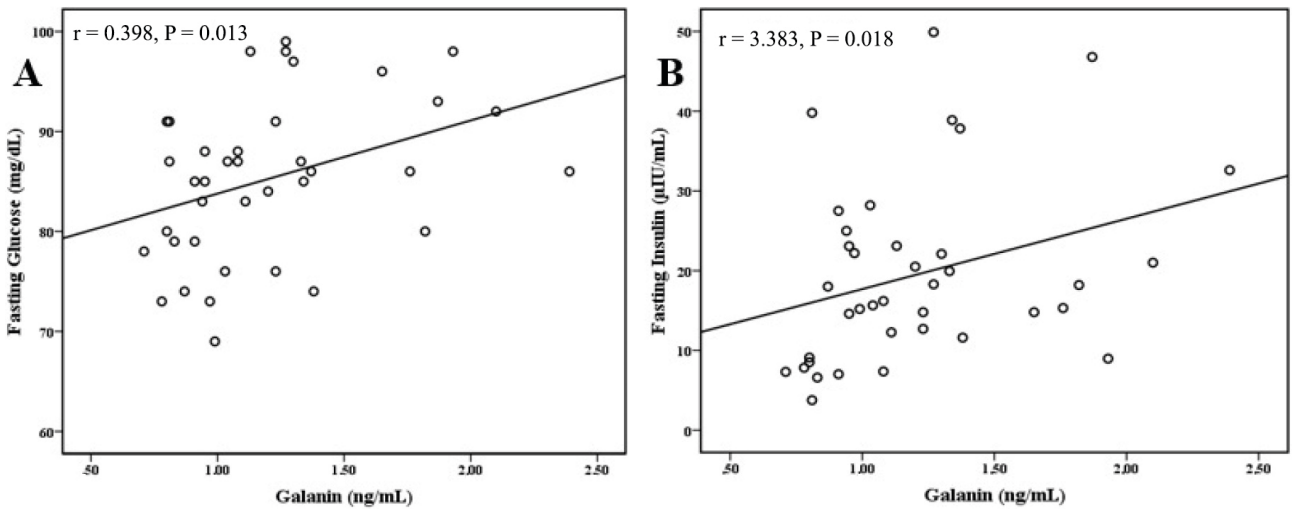 r = 0.398, P = 0.013
A
100
90
80
70
60
Fasting Glucose (mg/dL)
.50
1.00
1.50
2.00
2.50
Galanin (ng/mL)
r = 3.383, P = 0.018
B
50
40
30
20
10
0
Fasting Insulin (µIU/mL)
.50
1.00
1,50
2,00
2,50
Galanin (ng/mL)